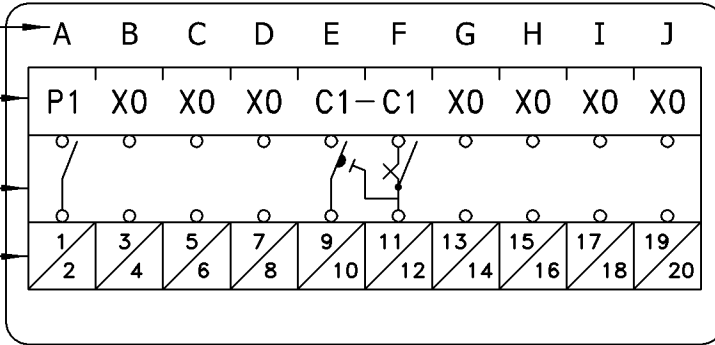 A B C D E F G H I J
P1 X0 X0 X0 C1-C1 X0 X0 X0 X0
1 3 5 7 9 11 13 15 17 19
2 4 6 8 10 12 14 16 18 20